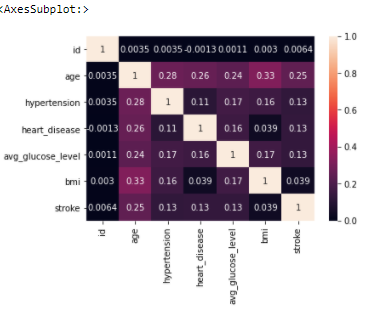 <AxesSubplot:>
id 1 0.0035 0.0035 -0.0013 0.0011 0.003 0.0064
age 0.0035 1 0.28 0.26 0.24 0.33 0.25
hypertension 0.0035 0.28 1 0.11 0.17 0.16 0.13
heart_disease -0.0013 0.26 0.11 1 0.16 0.039 0.13
avg_glucose_level 0.0011 0.24 0.17 0.16 1 0.17 0.13
bmi 0.003 0.33 0.16 0.039 0.17 1 0.039
stroke 0.0064 0.25 0.13 0.13 0.13 0.039 1
id
age
hypertension
heart_disease
avg_glucose_level
bmi
stroke
1.0
0.8
0.6
0.4
0.2
0.0